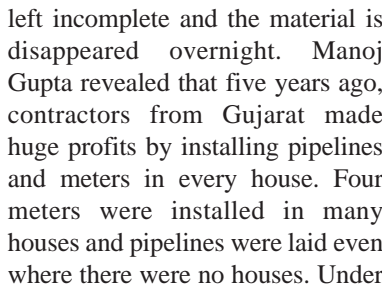 left incomplete and the material is
disappeared overnight. Manoj
Gupta revealed that five years ago,
contractors from Gujarat made
huge profits by installing pipelines
and meters in every house. Four
meters were installed in many
houses and pipelines were laid even
where there were no houses. Under